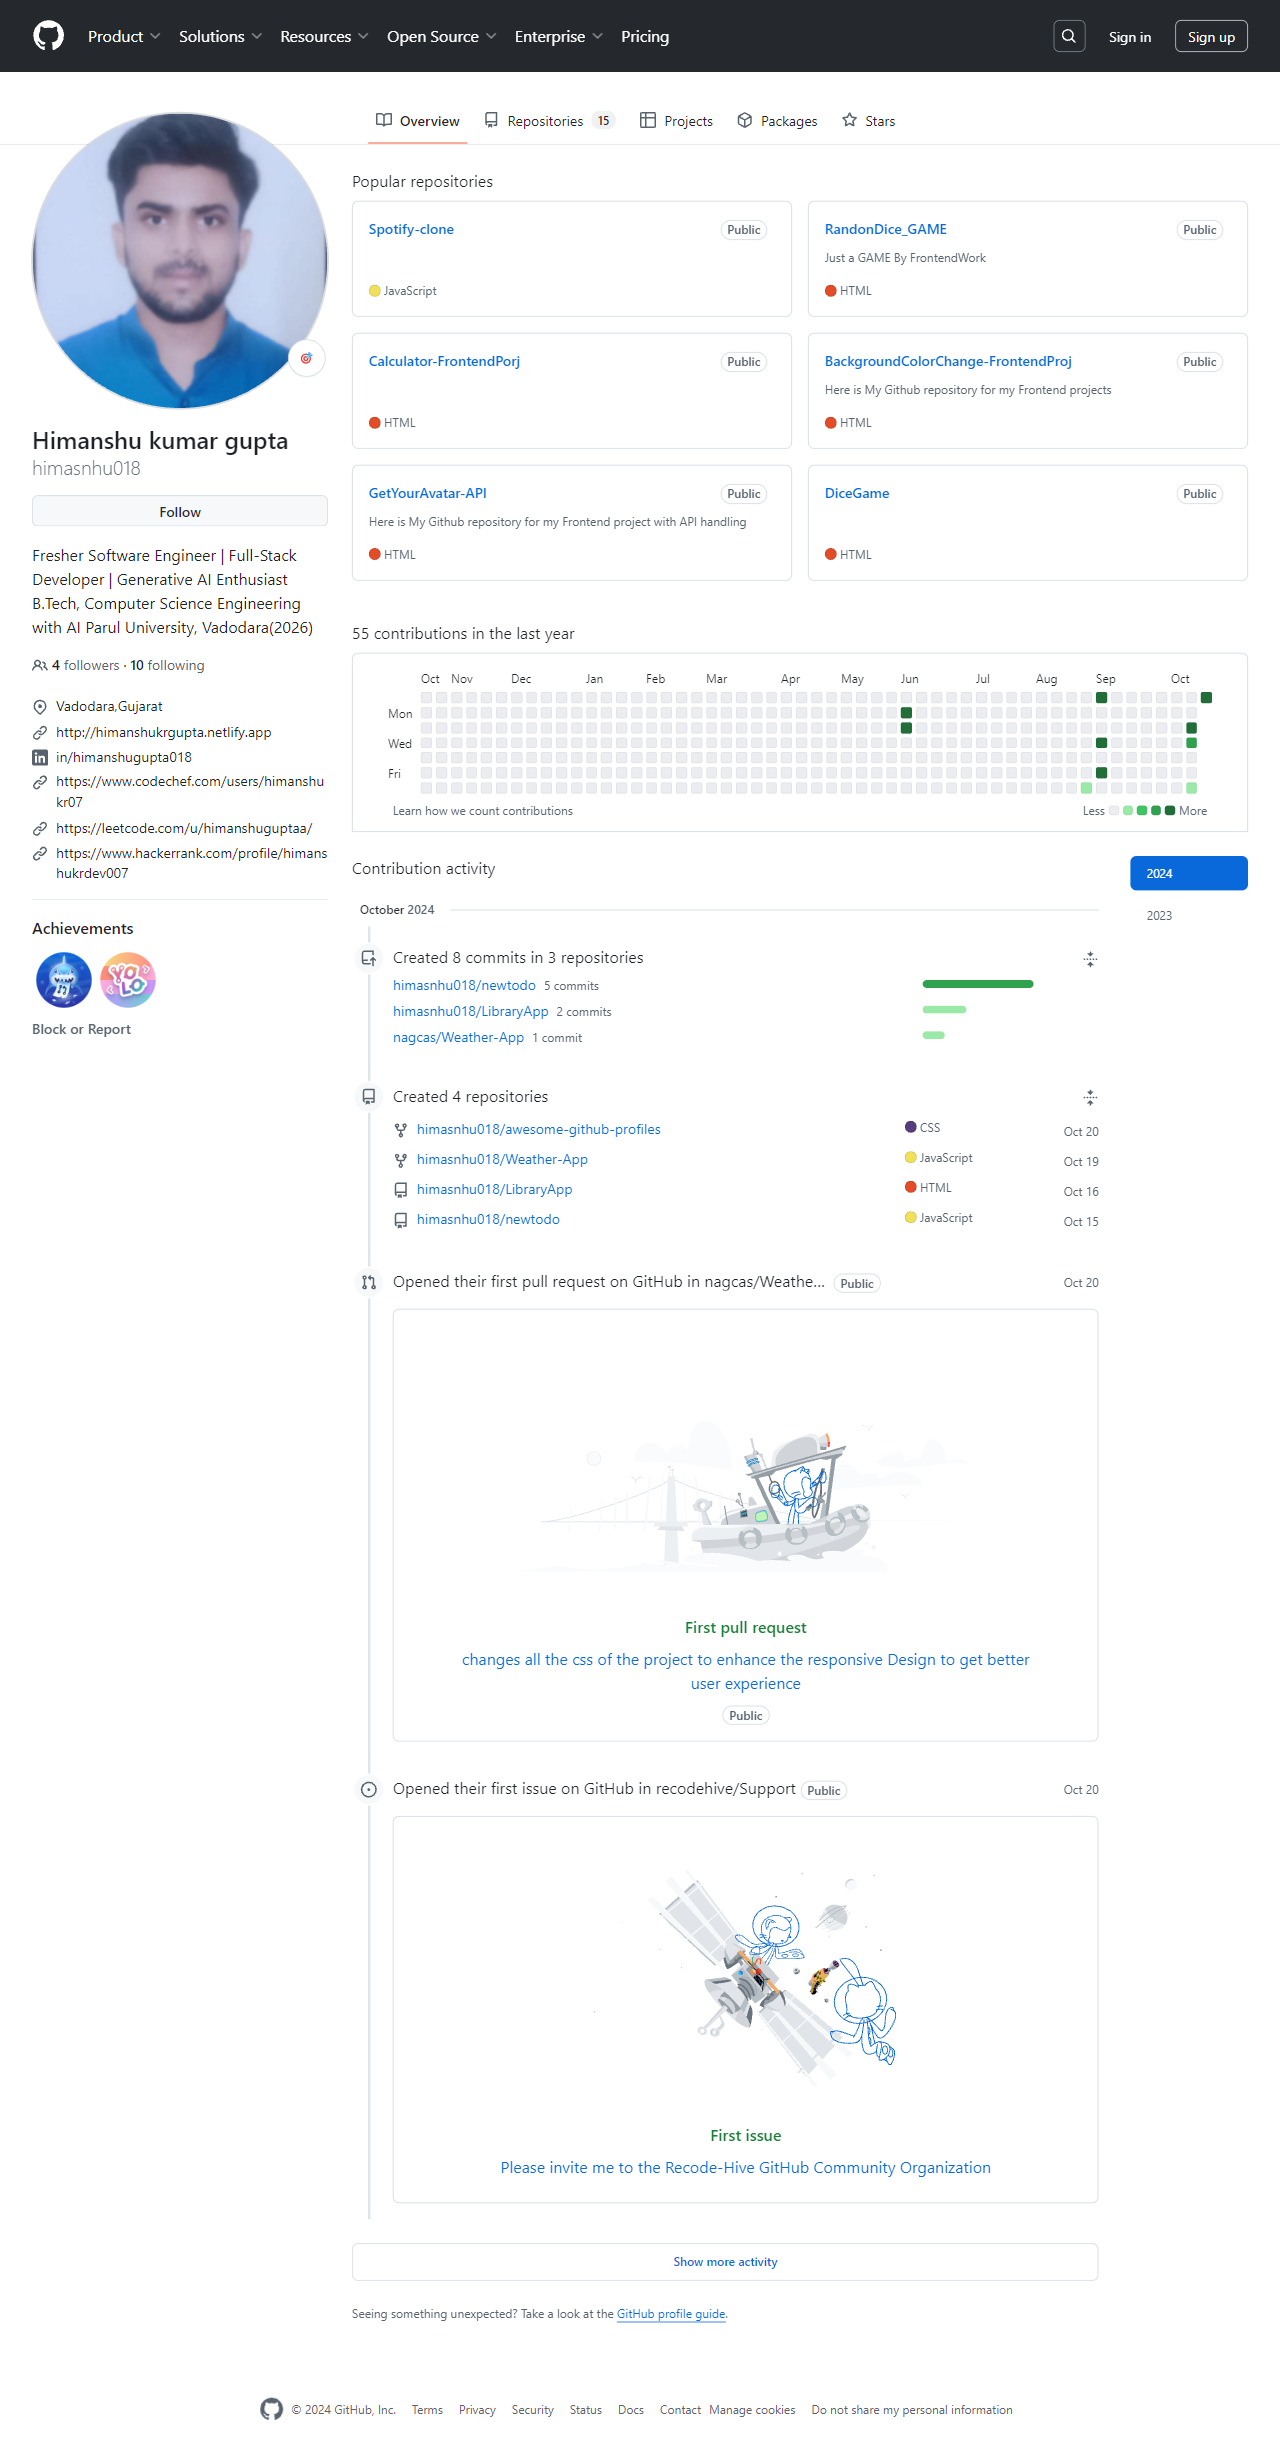 Product Solutions Resources Open Source Enterprise Pricing Sign in Sign up
Overview Repositories 15 Projects Packages Stars
Himanshu kumar gupta
himasnhu018
Follow
Fresher Software Engineer | Full-Stack
Developer | Generative AI Enthusiast
B.Tech, Computer Science Engineering
with AI Parul University, Vadodara(2026)
4 followers · 10 following
Vadodara,Gujarat
http://himanshukrgupta.netlify.app
in/himanshugupta018
https://www.codechef.com/users/himanshu
kr07
https://leetcode.com/u/himanshuguptaa/
https://www.hackerrank.com/profile/himans
hukrdev007
Achievements
YOLO
Block or Report
Popular repositories
Spotify-clone Public
JavaScript
RandonDice_GAME Public
Just a GAME By FrontendWork
HTML
Calculator-FrontendPorj Public
HTML
BackgroundColorChange-FrontendProj Public
Here is My Github repository for my Frontend projects
HTML
GetYourAvatar-API Public
Here is My Github repository for my Frontend project with API handling
HTML
DiceGame Public
HTML
55 contributions in the last year
Oct Nov Dec Jan Feb Mar Apr May Jun Jul Aug Sep Oct
Mon
Wed
Fri
Learn how we count contributions Less More
Contribution activity
2024
2023
October 2024
Created 8 commits in 3 repositories
himasnhu018/newtodo 5 commits
himasnhu018/LibraryApp 2 commits
nagcas/Weather-App 1 commit
Created 4 repositories
himasnhu018/awesome-github-profiles CSS Oct 20
himasnhu018/Weather-App JavaScript Oct 19
himasnhu018/LibraryApp HTML Oct 16
himasnhu018/newtodo JavaScript Oct 15
Opened their first pull request on GitHub in nagcas/Weathe... Public Oct 20
First pull request
changes all the css of the project to enhance the responsive Design to get better
user experience
Public
Opened their first issue on GitHub in recodehive/Support Public Oct 20
First issue
Please invite me to the Recode-Hive GitHub Community Organization
Show more activity
Seeing something unexpected? Take a look at the GitHub profile guide.
© 2024 GitHub, Inc. Terms Privacy Security Status Docs Contact Manage cookies Do not share my personal information